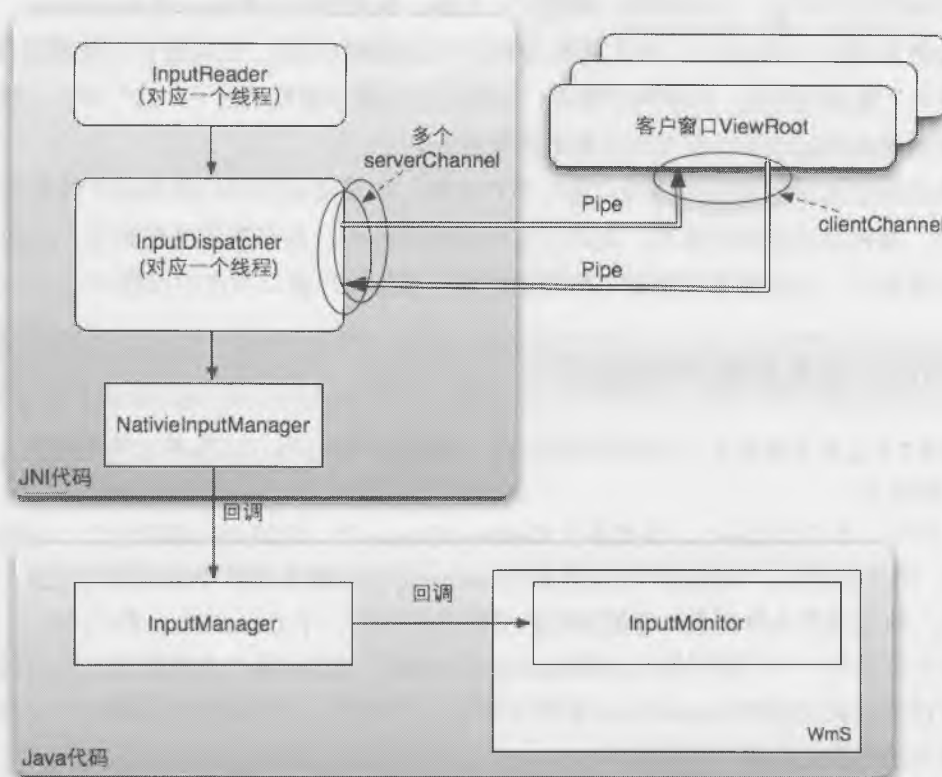 InputReader
（对应一个线程）
多个
serverChannel
客户窗口ViewRoot
Pipe
clientChannel
InputDispatcher
(对应一个线程)
Pipe
NativieInputManager
JNI代码
回调
InputManager
回调
InputMonitor
WmS
Java代码